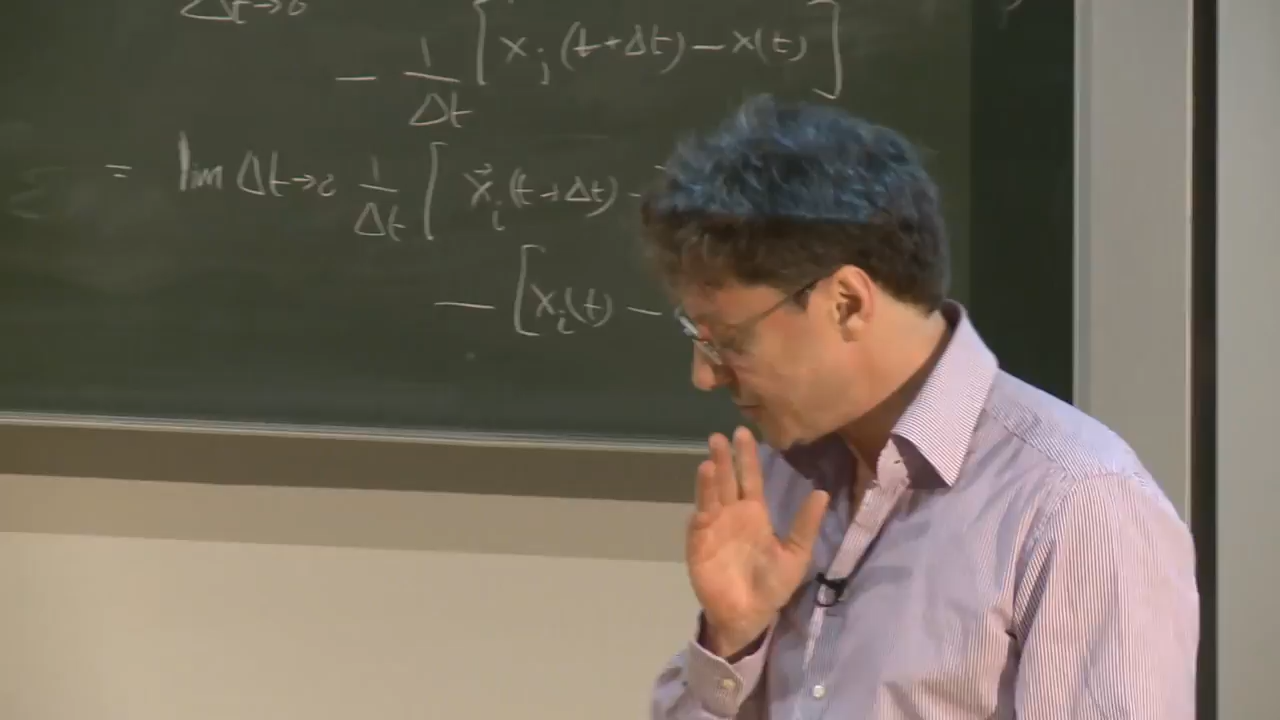 Δt→0
- 1/Δt [ x_j (t+Δt) - x(t) ]
= lim Δt→0 1/Δt [ x⃗_i (t+Δt) -
- [ x_i (t) -